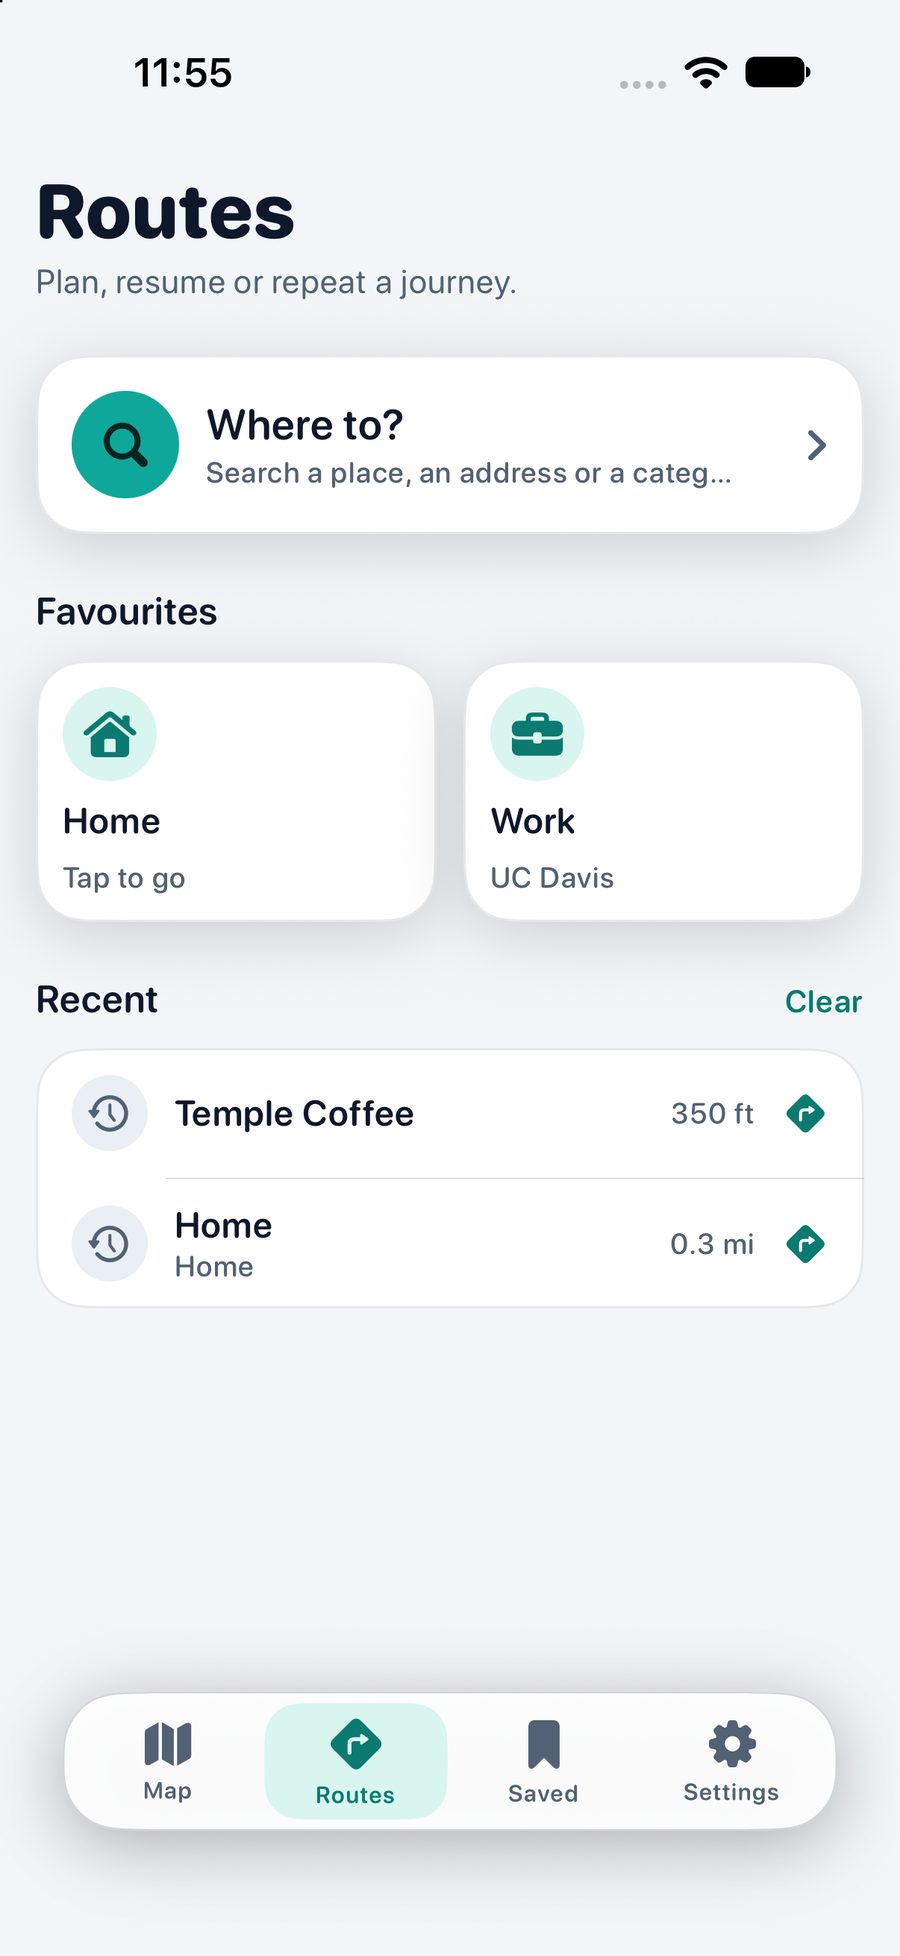 11:55
Routes
Plan, resume or repeat a journey.
Where to?
Search a place, an address or a categ...
Favourites
Home
Tap to go
Work
UC Davis
Recent
Clear
Temple Coffee
350 ft
Home
Home
0.3 mi
Map
Routes
Saved
Settings